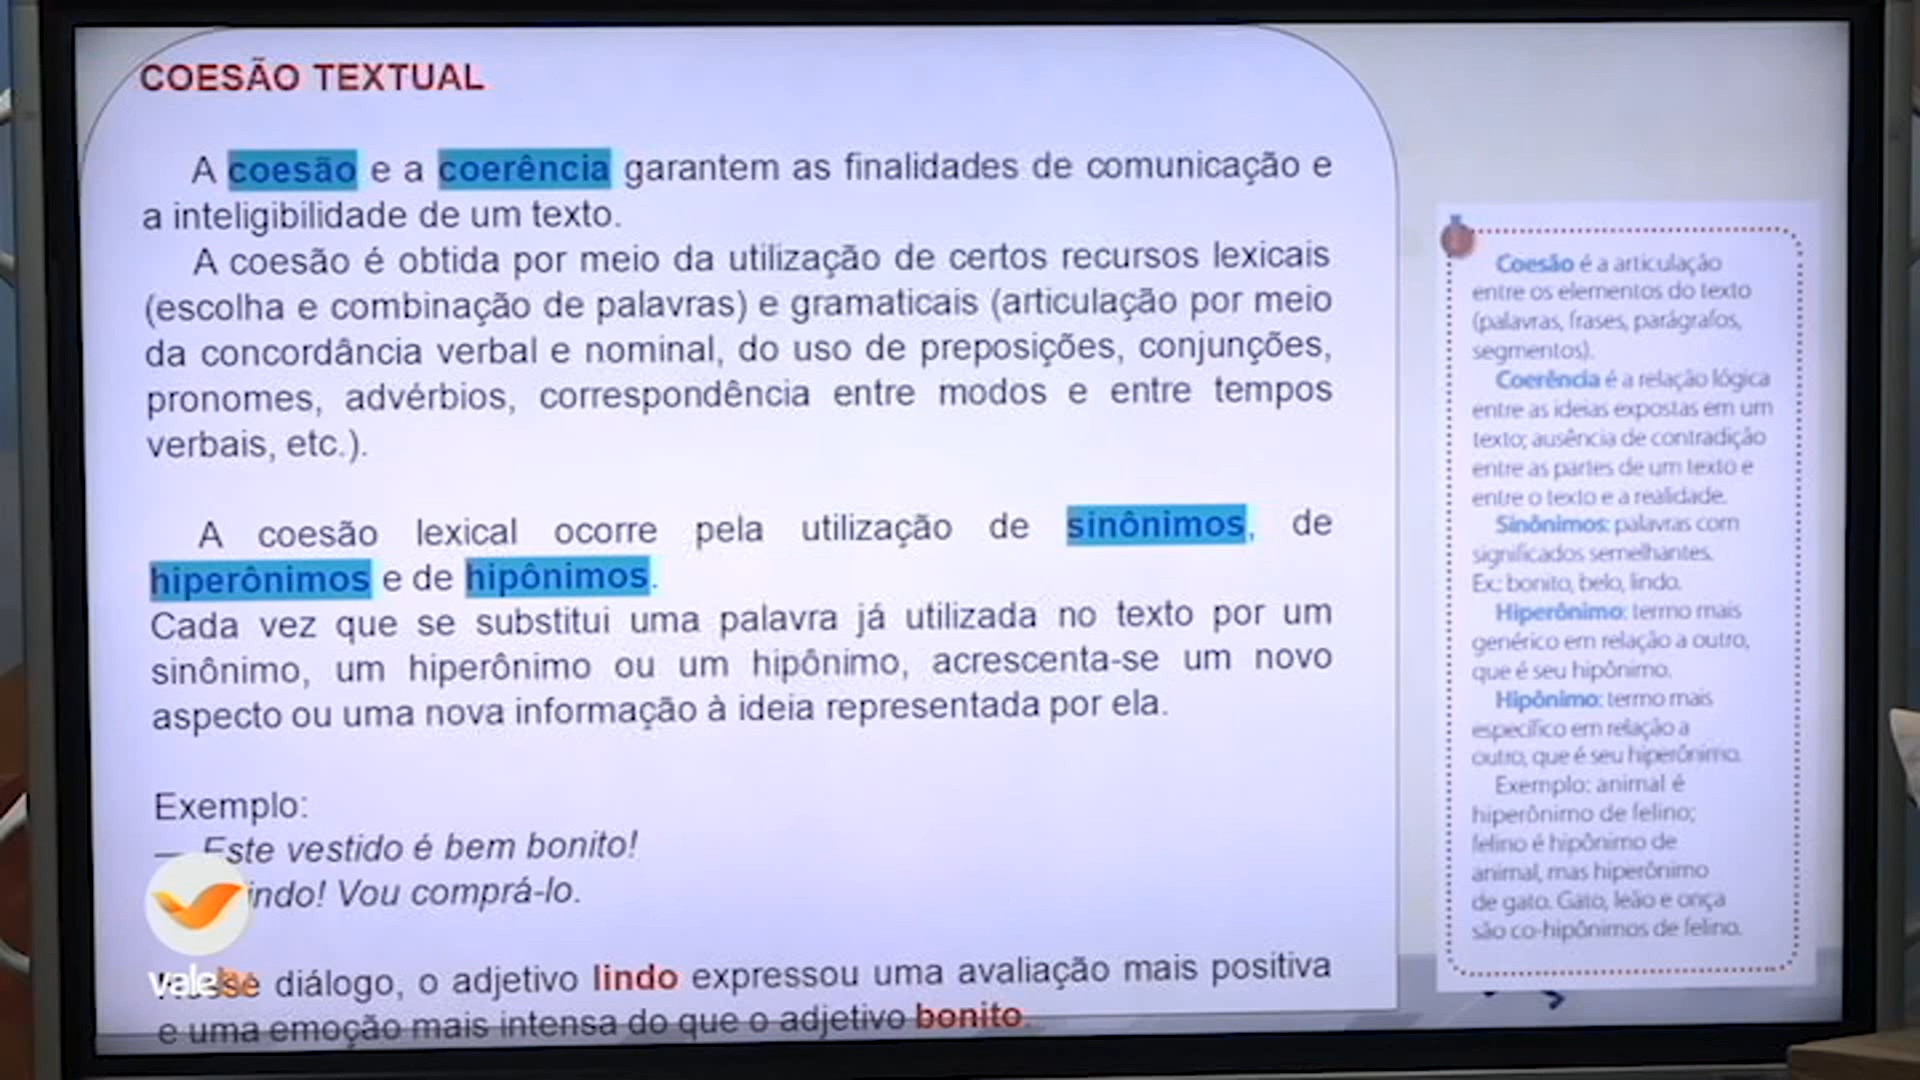 COESÃO TEXTUAL
A coesão e a coerência garantem as finalidades de comunicação e
a inteligibilidade de um texto.
A coesão é obtida por meio da utilização de certos recursos lexicais
(escolha e combinação de palavras) e gramaticais (articulação por meio
da concordância verbal e nominal, do uso de preposições, conjunções,
pronomes, advérbios, correspondência entre modos e entre tempos
verbais, etc.).
A coesão lexical ocorre pela utilização de sinônimos, de
hiperônimos e de hipônimos.
Cada vez que se substitui uma palavra já utilizada no texto por um
sinônimo, um hiperônimo ou um hipônimo, acrescenta-se um novo
aspecto ou uma nova informação à ideia representada por ela.
Exemplo:
— Este vestido é bem bonito!
indo! Vou comprá-lo.
diálogo, o adjetivo lindo expressou uma avaliação mais positiva
e uma emoção mais intensa do que o adjetivo bonito.
Coesão é a articulação
entre os elementos do texto
(palavras, frases, parágrafos,
segmentos).
Coerência é a relação lógica
entre as ideias expostas em um
texto; ausência de contradição
entre as partes de um texto e
entre o texto e a realidade.
Sinônimos: palavras com
significados semelhantes.
Ex.: bonito, belo, lindo.
Hiperônimo: termo mais
genérico em relação a outro,
que é seu hipônimo.
Hipônimo: termo mais
específico em relação a
outro, que é seu hiperônimo.
Exemplo: animal é
hiperônimo de felino;
felino é hipônimo de
animal, mas hiperônimo
de gato. Gato, leão e onça
são co-hipônimos de felino.
valetv